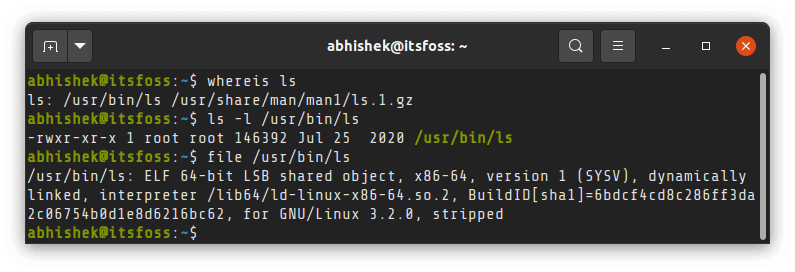 abhishek@itsfoss: ~
abhishek@itsfoss:~$ whereis ls
ls: /usr/bin/ls /usr/share/man/man1/ls.1.gz
abhishek@itsfoss:~$ ls -l /usr/bin/ls
-rwxr-xr-x 1 root root 146392 Jul 25  2020 /usr/bin/ls
abhishek@itsfoss:~$ file /usr/bin/ls
/usr/bin/ls: ELF 64-bit LSB shared object, x86-64, version 1 (SYSV), dynamically
linked, interpreter /lib64/ld-linux-x86-64.so.2, BuildID[sha1]=6bdcf4cd8c286ff3da
2c06754b0d1e8d6216bc62, for GNU/Linux 3.2.0, stripped
abhishek@itsfoss:~$